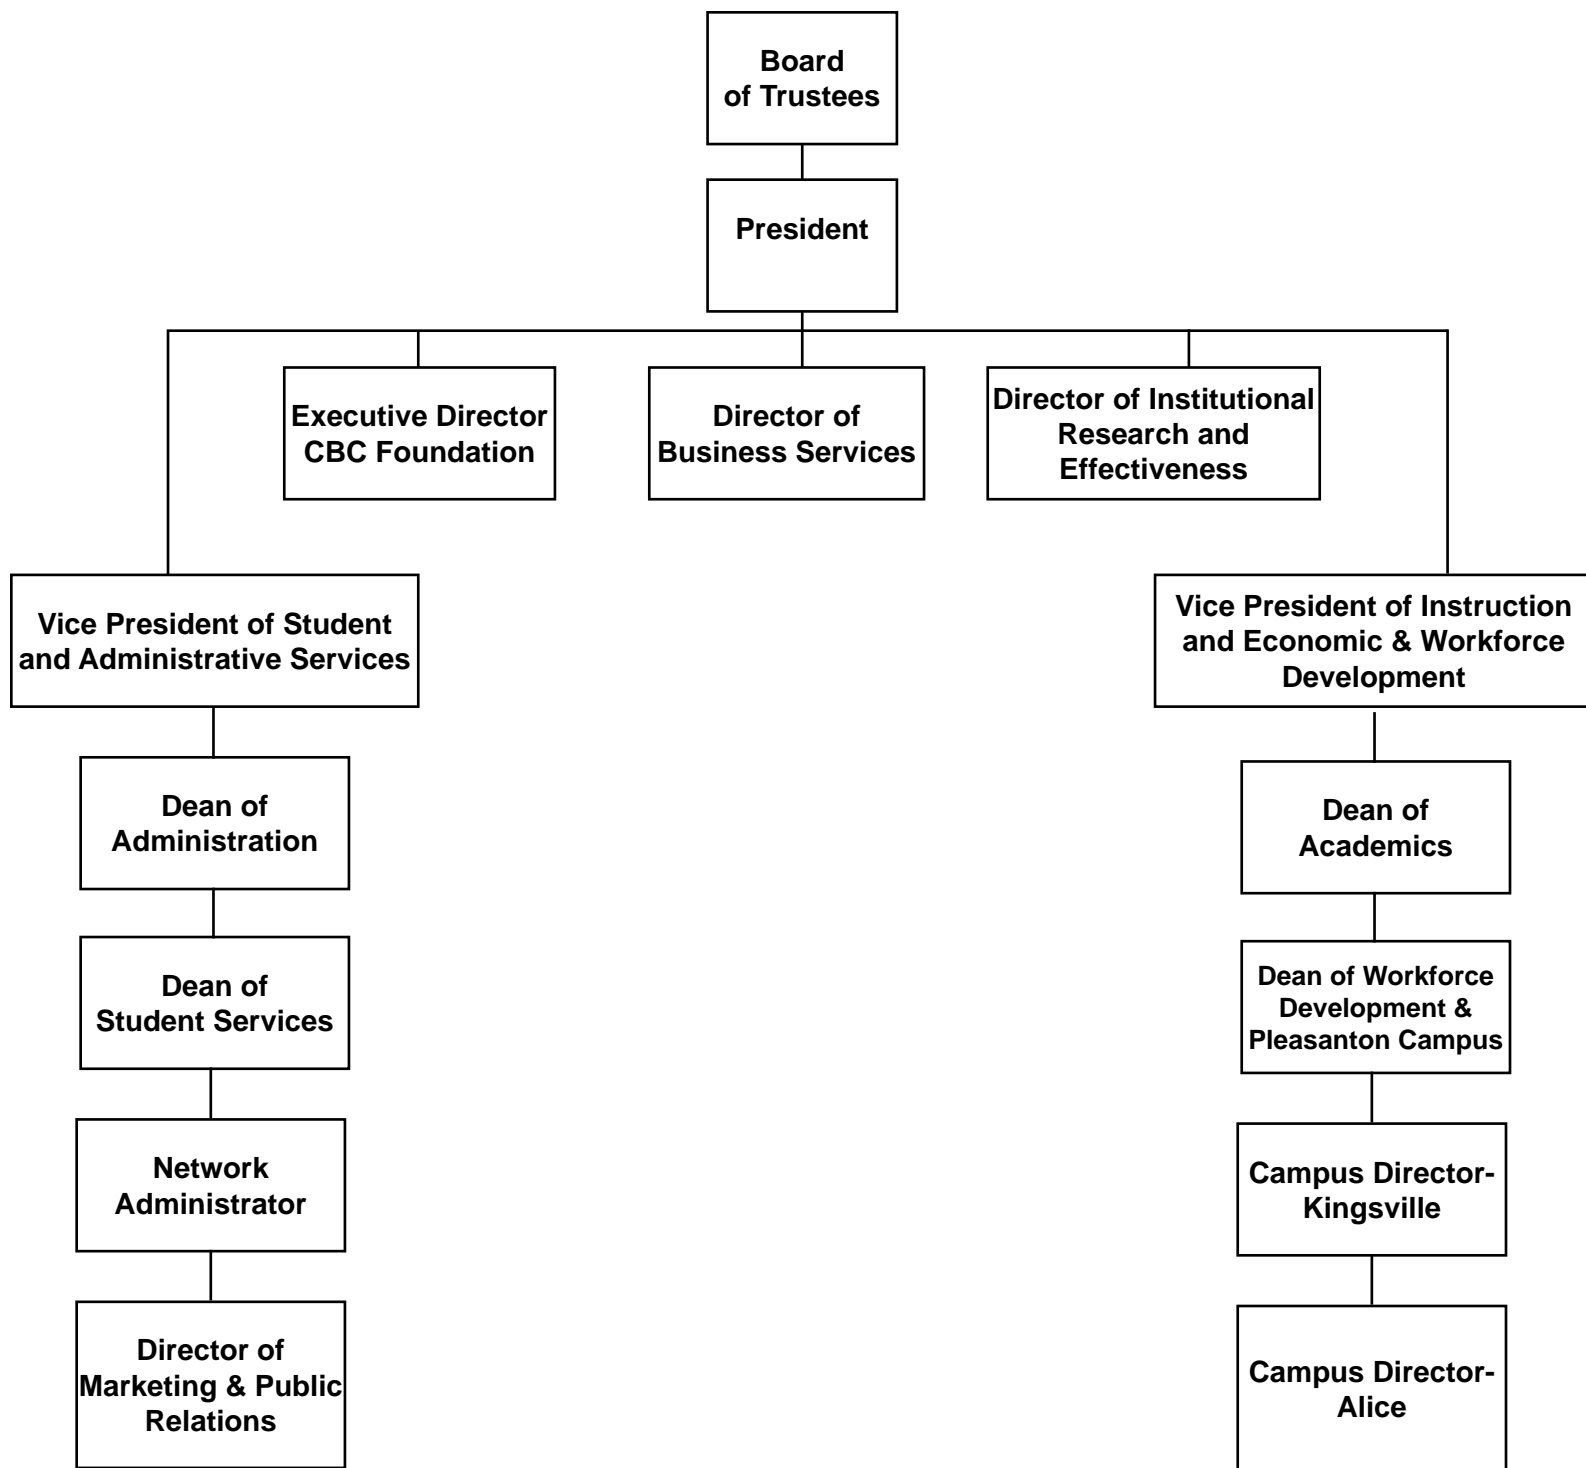 Board
of Trustees
President
Executive Director
CBC Foundation
Director of
Business Services
Director of Institutional
Research and
Effectiveness
Vice President of Student
and Administrative Services
Vice President of Instruction
and Economic & Workforce
Development
Dean of
Administration
Dean of
Academics
Dean of
Student Services
Dean of Workforce
Development &
Pleasanton Campus
Network
Administrator
Campus Director-
Kingsville
Director of
Marketing & Public
Relations
Campus Director-
Alice